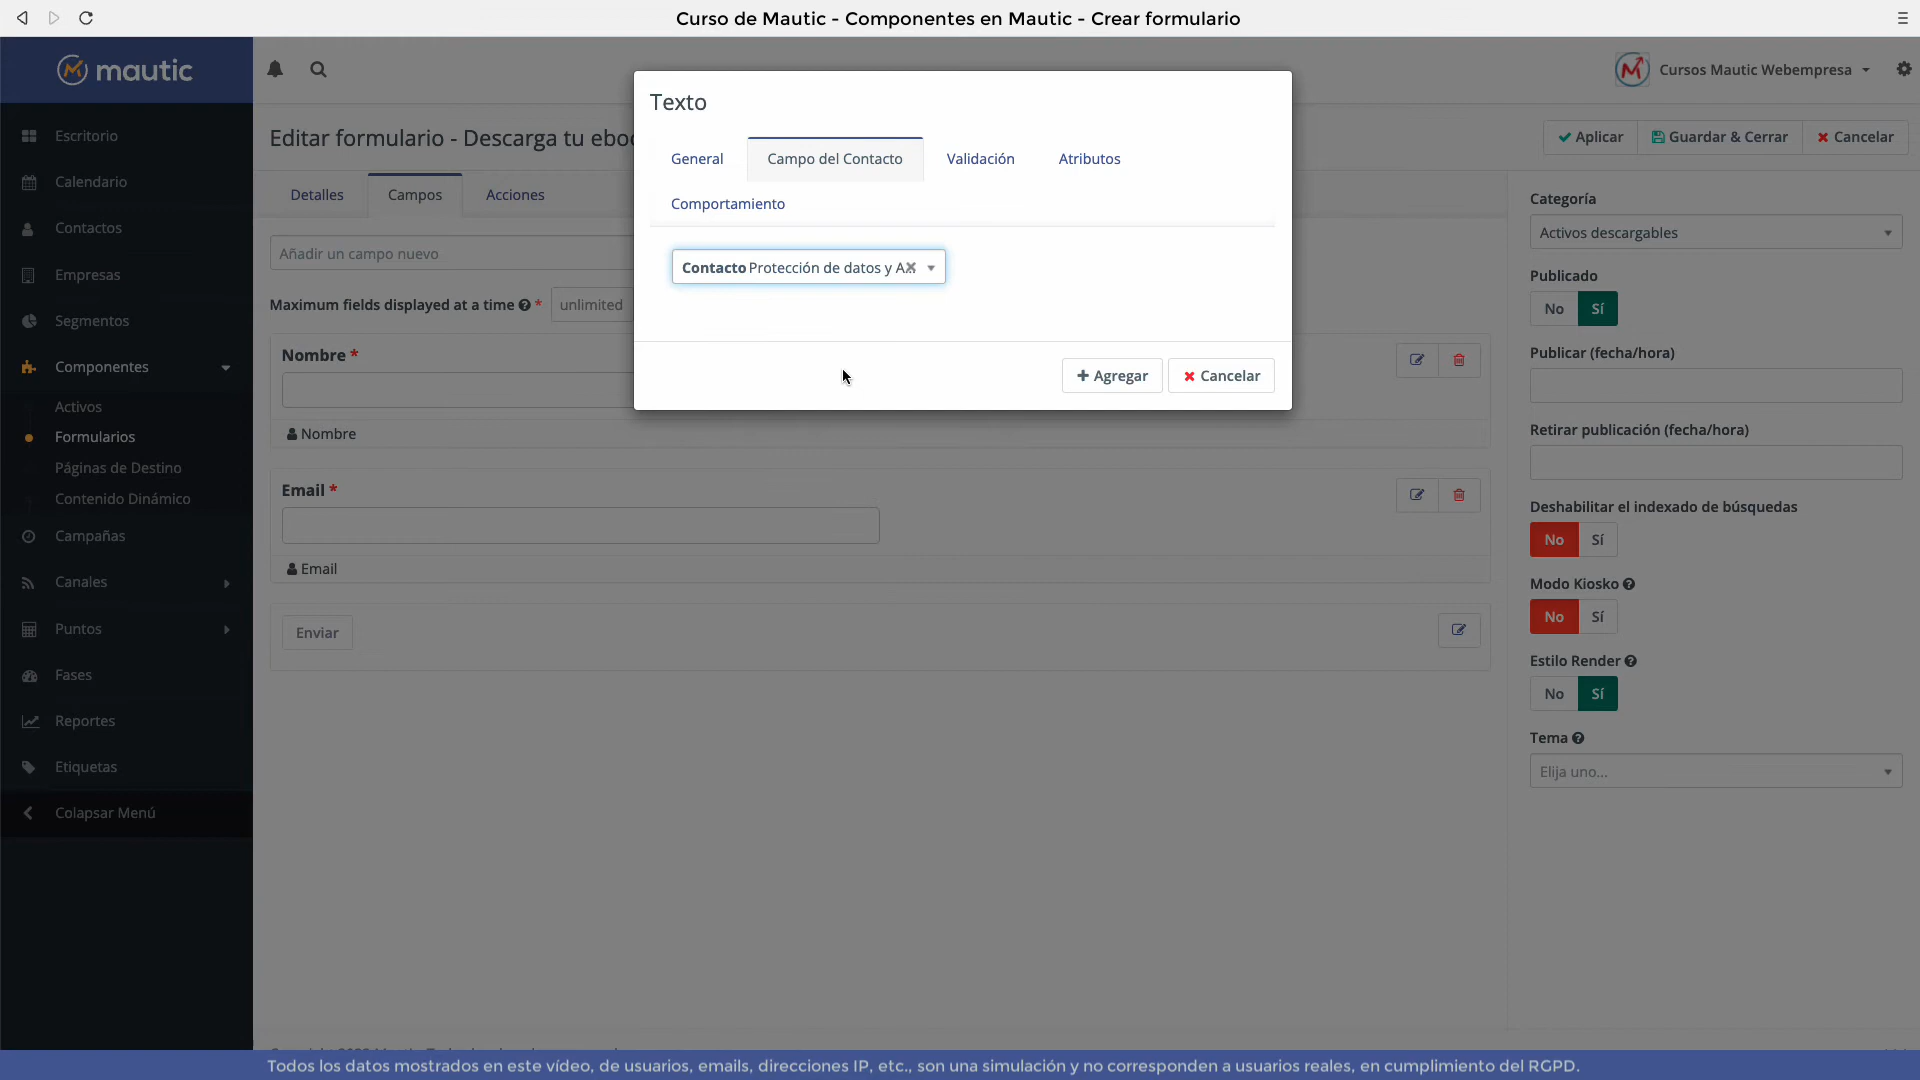 Curso de Mautic - Componentes en Mautic - Crear formulario
mautic
Cursos Mautic Webempresa
Escritorio
Calendario
Contactos
Empresas
Segmentos
Componentes
Activos
Formularios
Páginas de Destino
Contenido Dinámico
Campañas
Canales
Puntos
Fases
Reportes
Etiquetas
Colapsar Menú
Editar formulario - Descarga tu eboo
Aplicar
Guardar & Cerrar
Cancelar
Detalles
Campos
Acciones
Añadir un campo nuevo
Maximum fields displayed at a time *
unlimited
Nombre *
Nombre
Email *
Email
Enviar
Texto
General
Campo del Contacto
Validación
Atributos
Comportamiento
Contacto Protección de datos y A...
Agregar
Cancelar
Categoría
Activos descargables
Publicado
No Sí
Publicar (fecha/hora)
Retirar publicación (fecha/hora)
Deshabilitar el indexado de búsquedas
No Sí
Modo Kiosko
No Sí
Estilo Render
No Sí
Tema
Elija uno...
Todos los datos mostrados en este vídeo, de usuarios, emails, direcciones IP, etc., son una simulación y no corresponden a usuarios reales, en cumplimiento del RGPD.